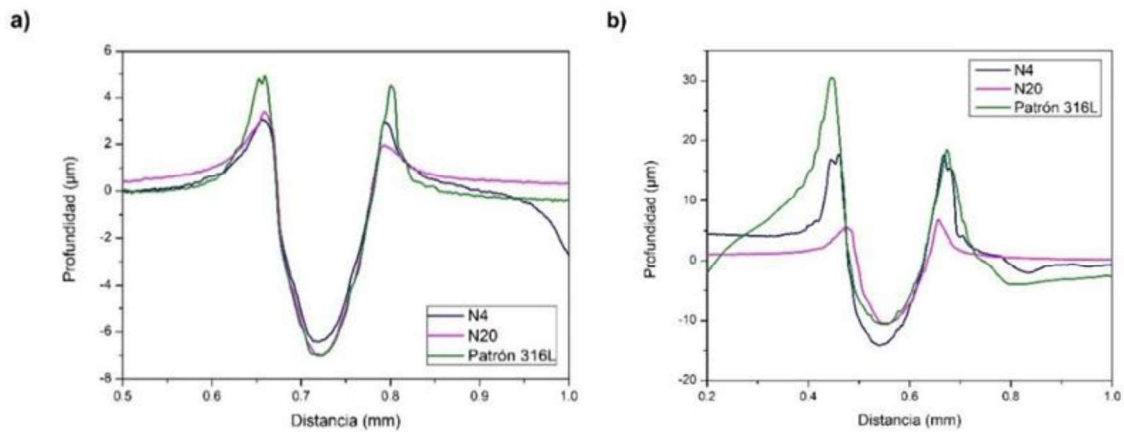 a)
6
4
2
0
-2
-4
-6
-8
Profundidad (µm)
0.5
0.6
0.7
0.8
0.9
1.0
Distancia (mm)
N4
N20
Patrón 316L
b)
30
20
10
0
-10
-20
Profundidad (µm)
0.2
0.4
0.6
0.8
1.0
Distancia (mm)
N4
N20
Patrón 316L